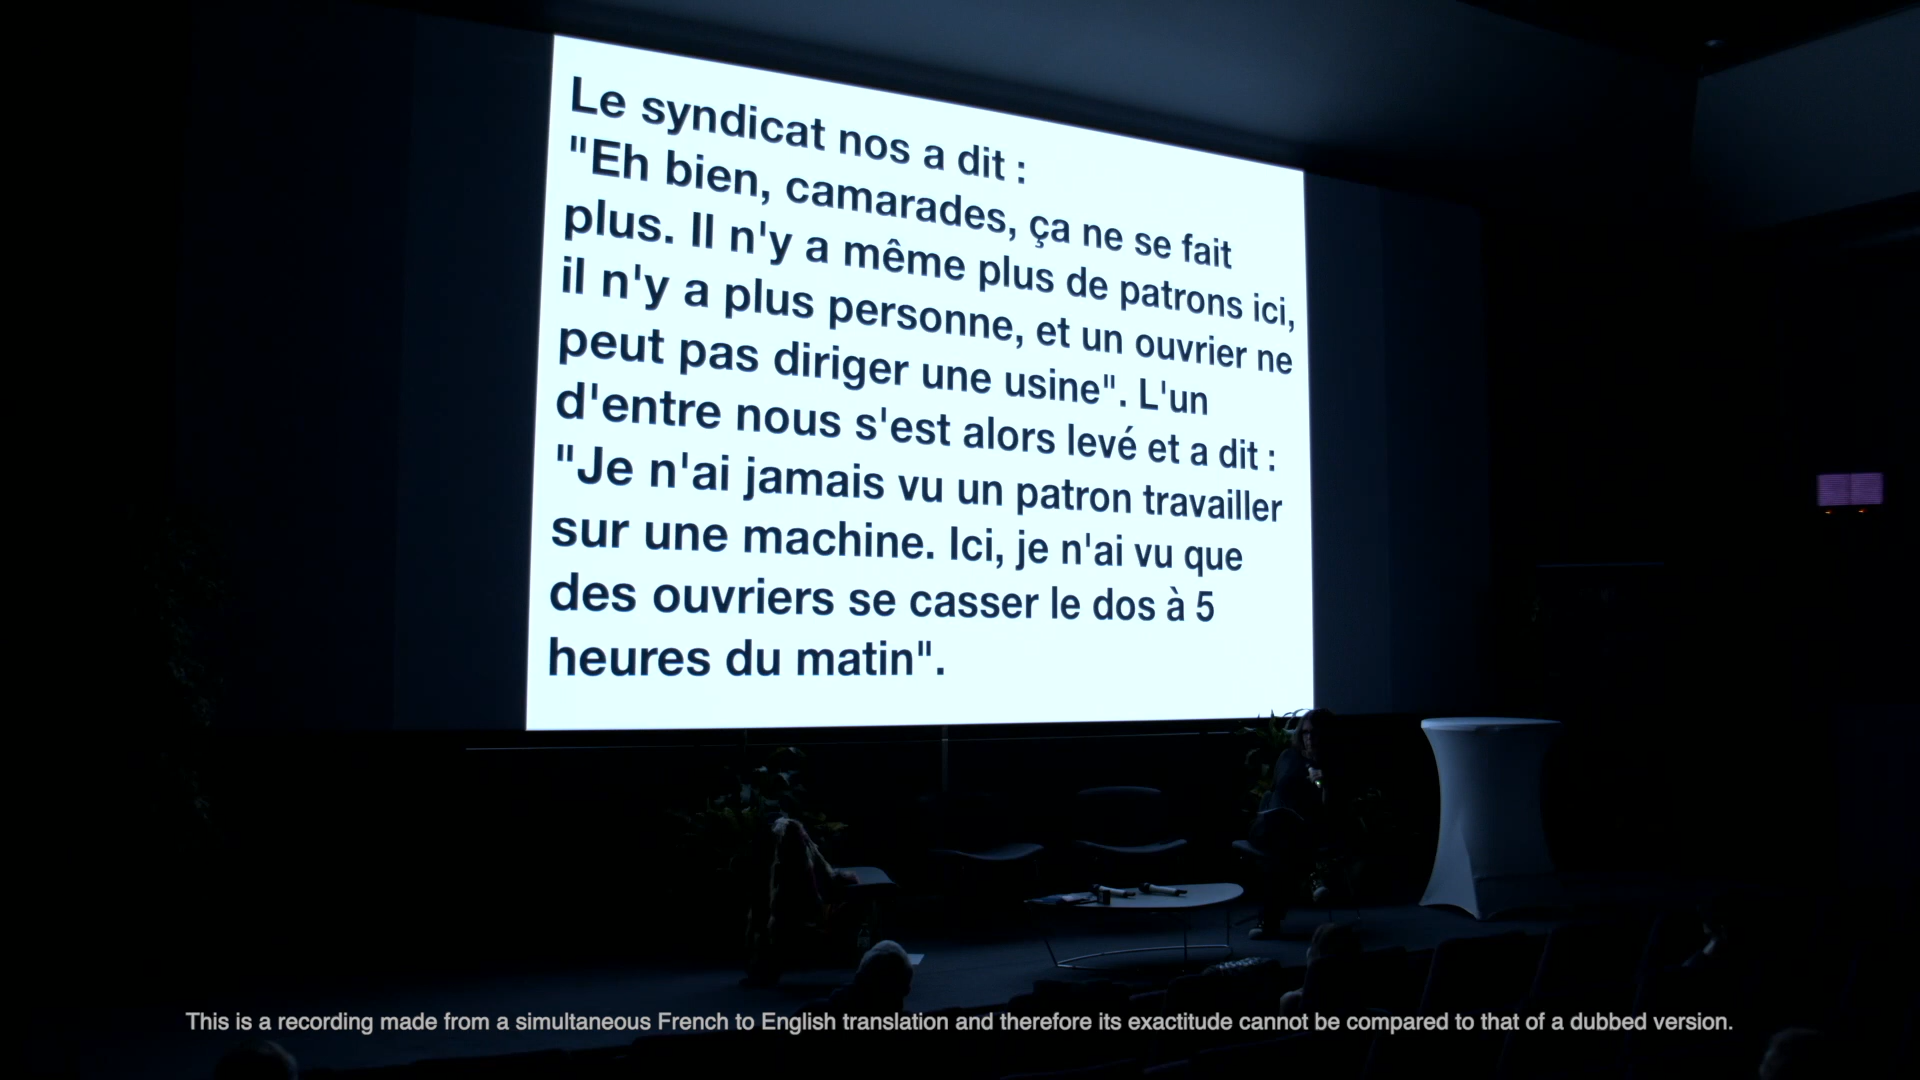 Le syndicat nos a dit :
"Eh bien, camarades, ça ne se fait
plus. Il n'y a même plus de patrons ici,
il n'y a plus personne, et un ouvrier ne
peut pas diriger une usine". L'un
d'entre nous s'est alors levé et a dit :
"Je n'ai jamais vu un patron travailler
sur une machine. Ici, je n'ai vu que
des ouvriers se casser le dos à 5
heures du matin".
This is a recording made from a simultaneous French to English translation and therefore its exactitude cannot be compared to that of a dubbed version.